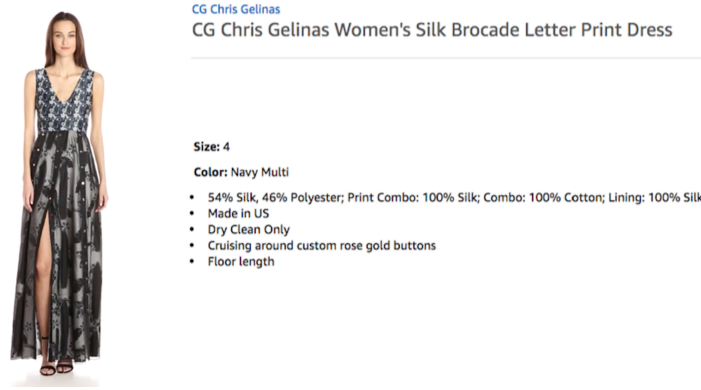 CG Chris Gelinas
CG Chris Gelinas Women's Silk Brocade Letter Print Dress
Size: 4
Color: Navy Multi
• 54% Silk, 46% Polyester; Print Combo: 100% Silk; Combo: 100% Cotton; Lining: 100% Silk
• Made in US
• Dry Clean Only
• Cruising around custom rose gold buttons
• Floor length